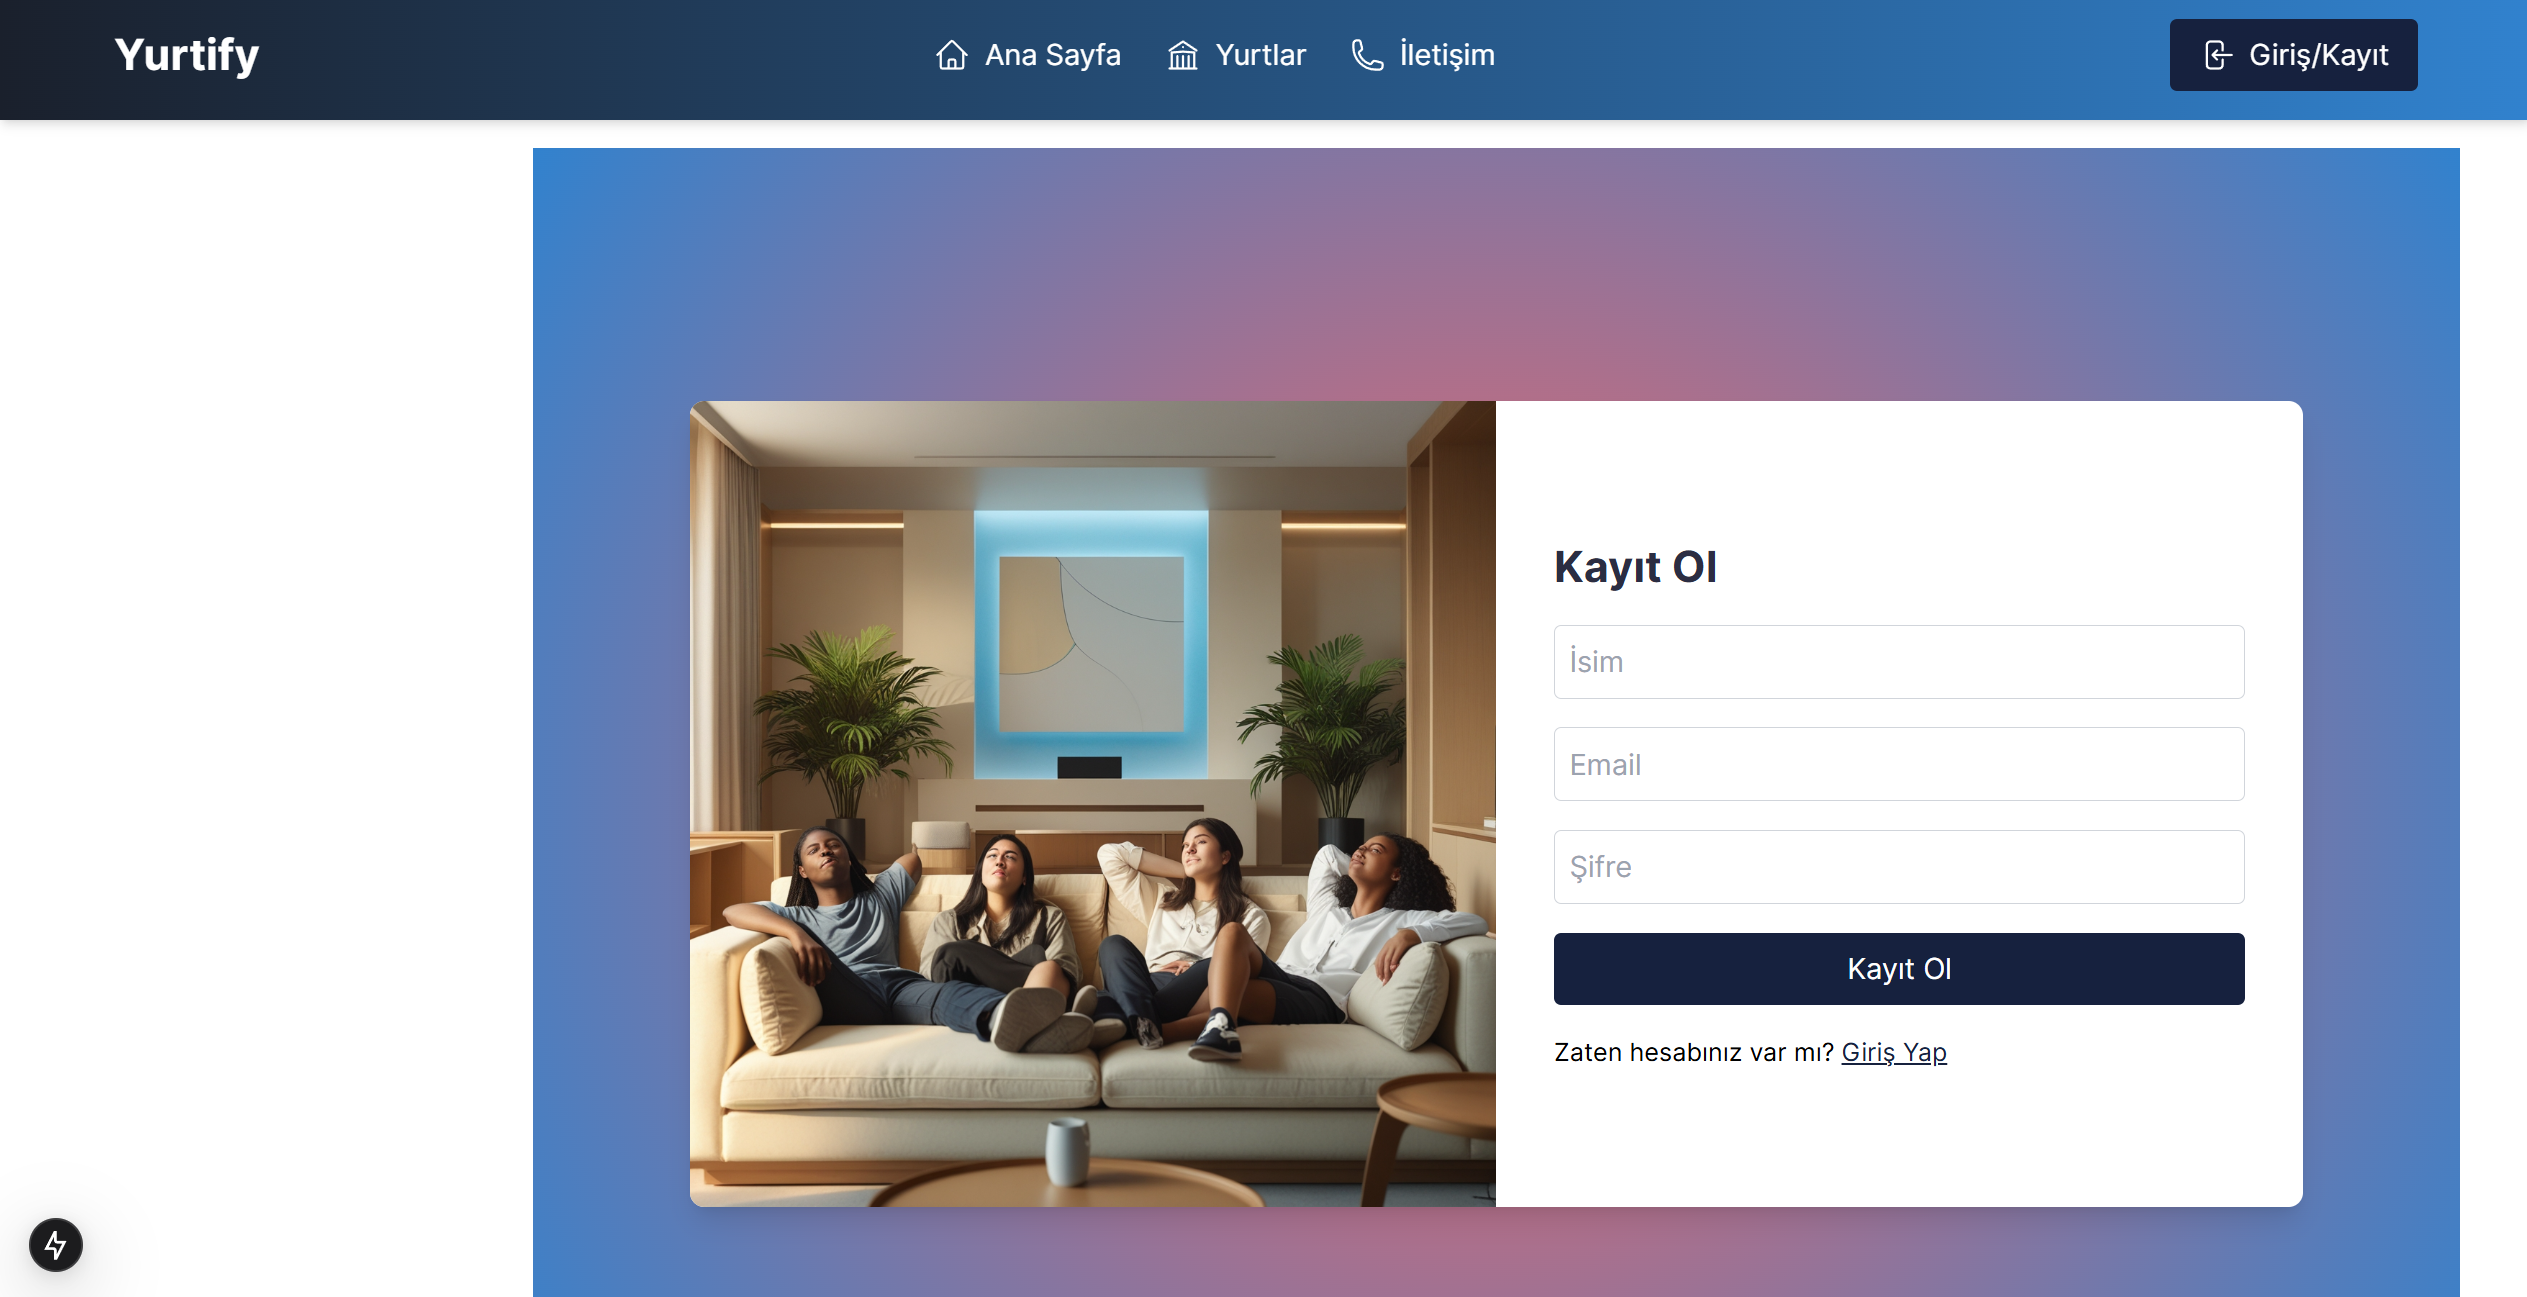 Yurtify
Ana Sayfa
Yurtlar
İletişim
Giriş/Kayıt
Kayıt Ol
İsim
Email
Şifre
Kayıt Ol
Zaten hesabınız var mı? Giriş Yap